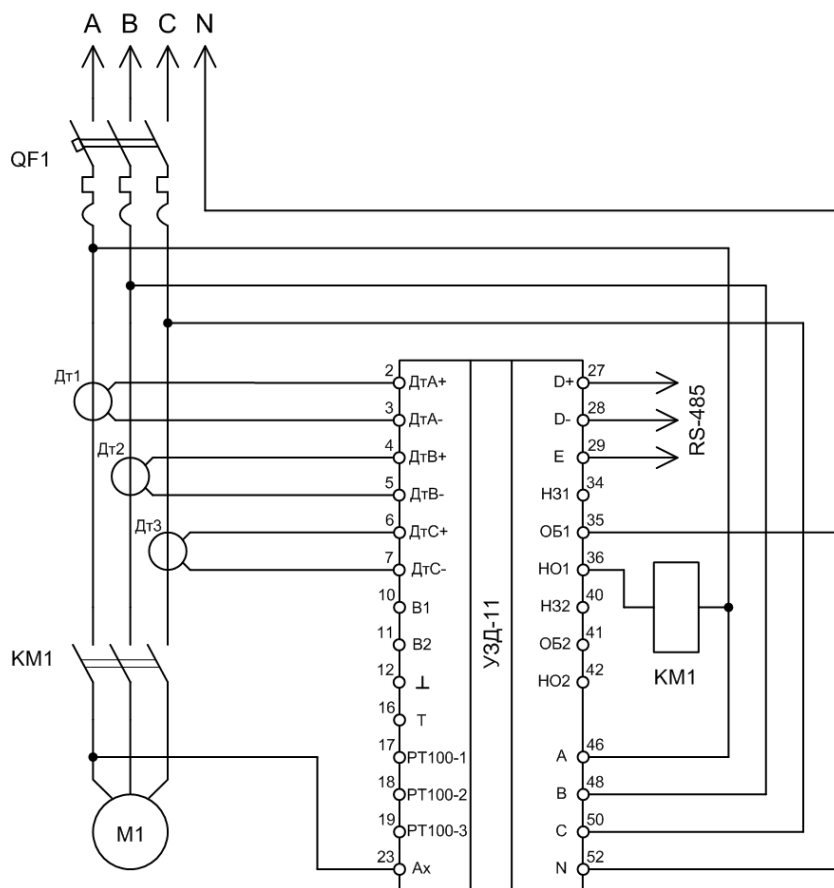 A B C N
QF1
Дт1
2 ДтА+
3 ДтА-
Дт2
4 ДтВ+
5 ДтВ-
Дт3
6 ДтС+
7 ДтС-
10 В1
11 В2
12 ⊥
16 Т
17 РТ100-1
18 РТ100-2
19 РТ100-3
23 Ах
УЗД-11
D+ 27
D- 28
E 29
RS-485
НЗ1 34
ОБ1 35
НО1 36
НЗ2 40
ОБ2 41
НО2 42
KM1
A 46
B 48
C 50
N 52
KM1
M1